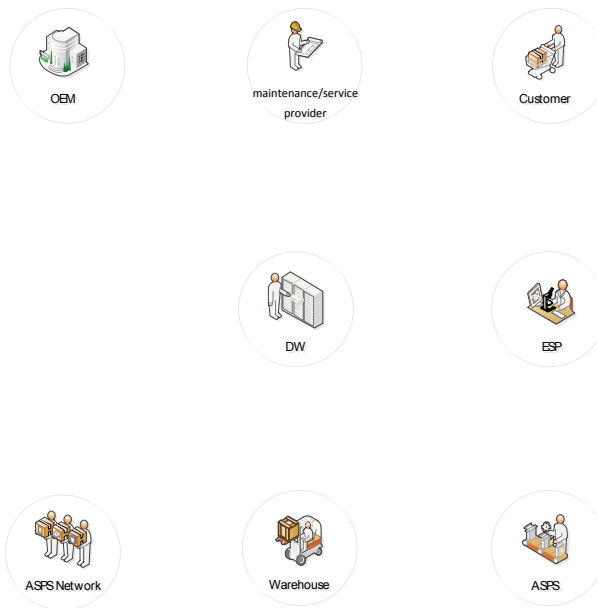 OEM
maintenance/service
provider
Customer
DW
ESP
ASPS Network
Warehouse
ASPS